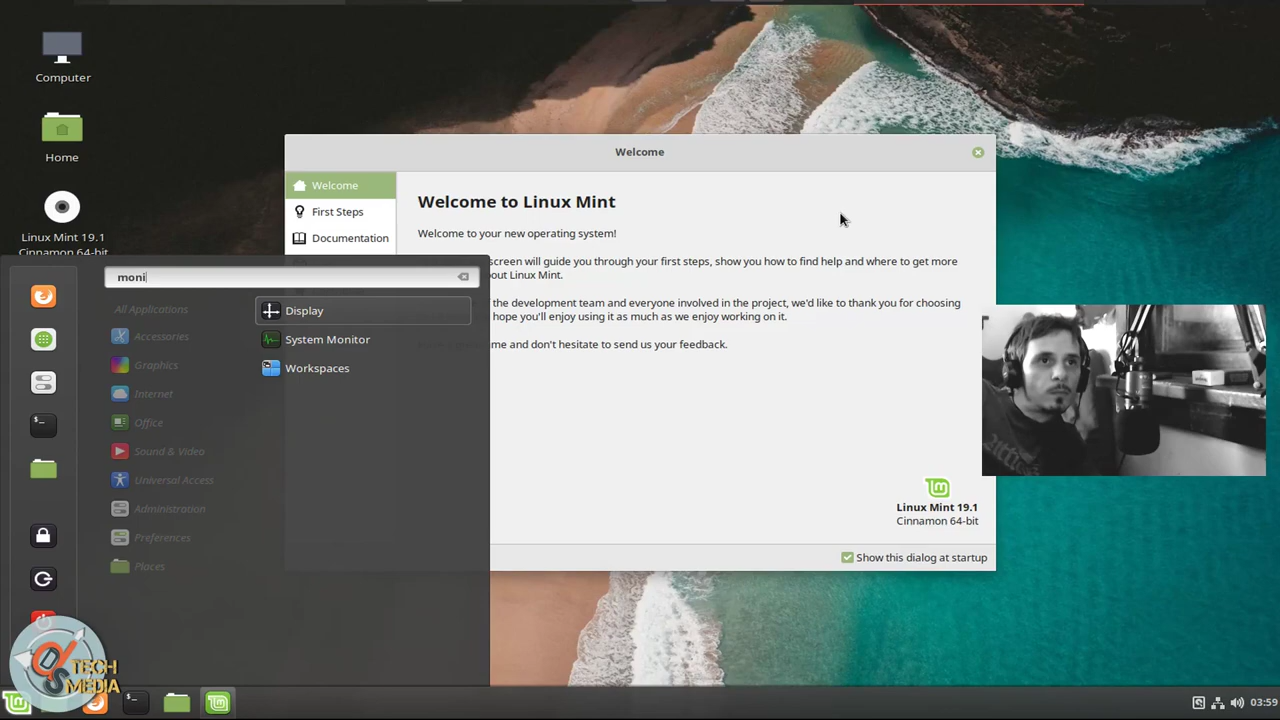 Computer
Home
Linux Mint 19.1
Cinnamon 64-bit
Welcome
Welcome
First Steps
Documentation
Welcome to Linux Mint
Welcome to your new operating system!
screen will guide you through your first steps, show you how to find help and where to get more
out Linux Mint.
the development team and everyone involved in the project, we'd like to thank you for choosing
hope you'll enjoy using it as much as we enjoy working on it.
me and don't hesitate to send us your feedback.
Linux Mint 19.1
Cinnamon 64-bit
Show this dialog at startup
moni
All Applications
Accessories
Graphics
Internet
Office
Sound & Video
Universal Access
Administration
Preferences
Places
Display
System Monitor
Workspaces
TECH
MEDIA
03:59